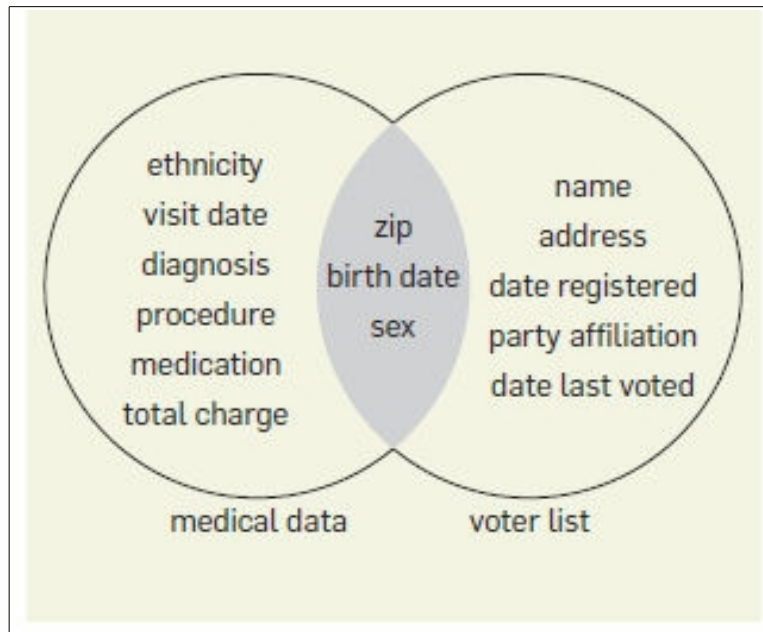 ethnicity
visit date
diagnosis
procedure
medication
total charge
zip
birth date
sex
name
address
date registered
party affiliation
date last voted
medical data
voter list